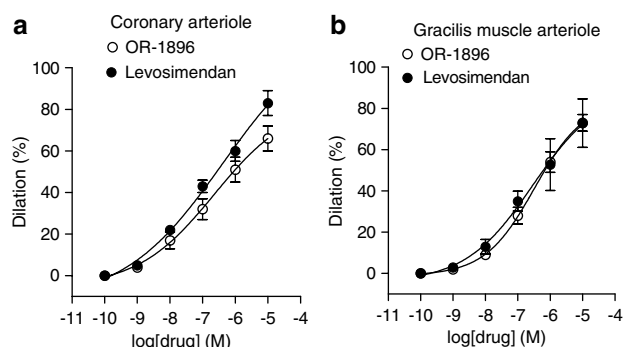 a
Coronary arteriole
OR-1896
Levosimendan
100
80
60
40
20
0
Dilation (%)
-11 -10 -9 -8 -7 -6 -5 -4
log[drug] (M)
b
Gracilis muscle arteriole
OR-1896
Levosimendan
100
80
60
40
20
0
Dilation (%)
-11 -10 -9 -8 -7 -6 -5 -4
log[drug] (M)